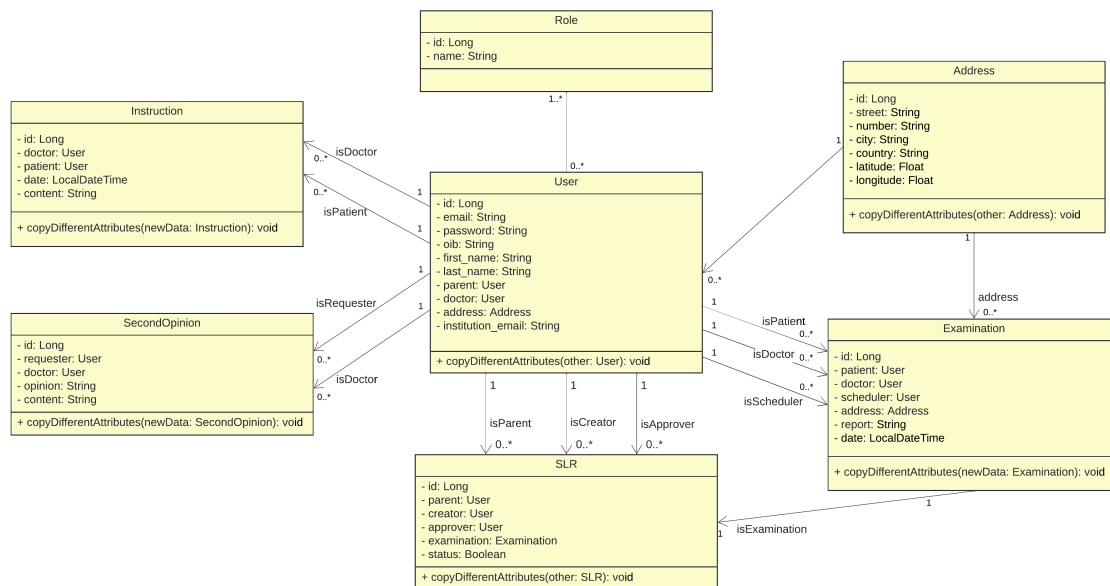 Role
- id: Long
- name: String
1..*
0..*
Address
- id: Long
- street: String
- number: String
- city: String
- country: String
- latitude: Float
- longitude: Float
+ copyDifferentAttributes(other: Address): void
1
0..*
1
address
0..*
Instruction
- id: Long
- doctor: User
- patient: User
- date: LocalDateTime
- content: String
+ copyDifferentAttributes(newData: Instruction): void
0..*
isDoctor
1
0..*
isPatient
1
User
- id: Long
- email: String
- password: String
- oib: String
- first_name: String
- last_name: String
- parent: User
- doctor: User
- address: Address
- institution_email: String
+ copyDifferentAttributes(other: User): void
1
isRequester
0..*
1
isDoctor
0..*
SecondOpinion
- id: Long
- requester: User
- doctor: User
- opinion: String
- content: String
+ copyDifferentAttributes(newData: SecondOpinion): void
1
isPatient
0..*
1
isDoctor
0..*
1
isScheduler
0..*
Examination
- id: Long
- patient: User
- doctor: User
- scheduler: User
- address: Address
- report: String
- date: LocalDateTime
+ copyDifferentAttributes(newData: Examination): void
1
1
1
isParent
isCreator
isApprover
0..*
0..*
0..*
SLR
- id: Long
- parent: User
- creator: User
- approver: User
- examination: Examination
- status: Boolean
+ copyDifferentAttributes(other: SLR): void
1
isExamination
1